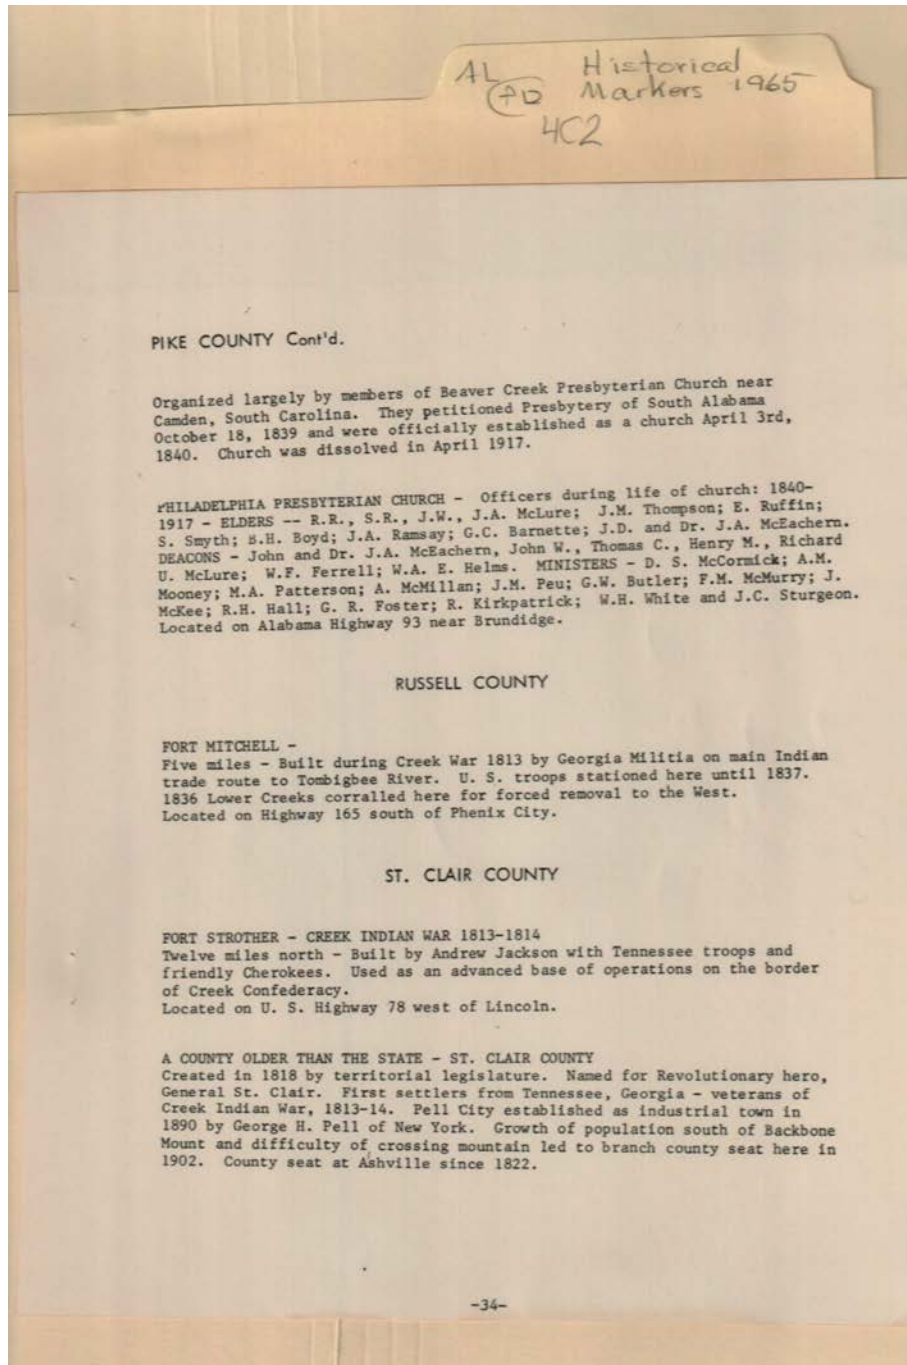 AL Historical
PD Markers 1965
4C2
PIKE COUNTY Cont'd.
Organized largely by members of Beaver Creek Presbyterian Church near
Camden, South Carolina. They petitioned Presbytery of South Alabama
October 18, 1839 and were officially established as a church April 3rd,
1840. Church was dissolved in April 1917.
PHILADELPHIA PRESBYTERIAN CHURCH - Officers during life of church: 1840-
1917 - ELDERS -- R.R., S.R., J.W., J.A. McLure; J.M. Thompson; E. Ruffin;
S. Smyth; B.H. Boyd; J.A. Ramsay; G.C. Barnette; J.D. and Dr. J.A. McEachern.
DEACONS - John and Dr. J.A. McEachern, John W., Thomas C., Henry M., Richard
U. McLure; W.F. Ferrell; W.A. E. Helms. MINISTERS - D. S. McCormick; A.M.
Mooney; M.A. Patterson; A. McMillan; J.M. Peu; G.W. Butler; F.M. McMurry; J.
McKee; R.H. Hall; G. R. Foster; R. Kirkpatrick; W.H. White and J.C. Sturgeon.
Located on Alabama Highway 93 near Brundidge.
RUSSELL COUNTY
FORT MITCHELL -
Five miles - Built during Creek War 1813 by Georgia Militia on main Indian
trade route to Tombigbee River. U. S. troops stationed here until 1837.
1836 Lower Creeks corralled here for forced removal to the West.
Located on Highway 165 south of Phenix City.
ST. CLAIR COUNTY
FORT STROTHER - CREEK INDIAN WAR 1813-1814
Twelve miles north - Built by Andrew Jackson with Tennessee troops and
friendly Cherokees. Used as an advanced base of operations on the border
of Creek Confederacy.
Located on U. S. Highway 78 west of Lincoln.
A COUNTY OLDER THAN THE STATE - ST. CLAIR COUNTY
Created in 1818 by territorial legislature. Named for Revolutionary hero,
General St. Clair. First settlers from Tennessee, Georgia - veterans of
Creek Indian War, 1813-14. Pell City established as industrial town in
1890 by George H. Pell of New York. Growth of population south of Backbone
Mount and difficulty of crossing mountain led to branch county seat here in
1902. County seat at Ashville since 1822.
-34-